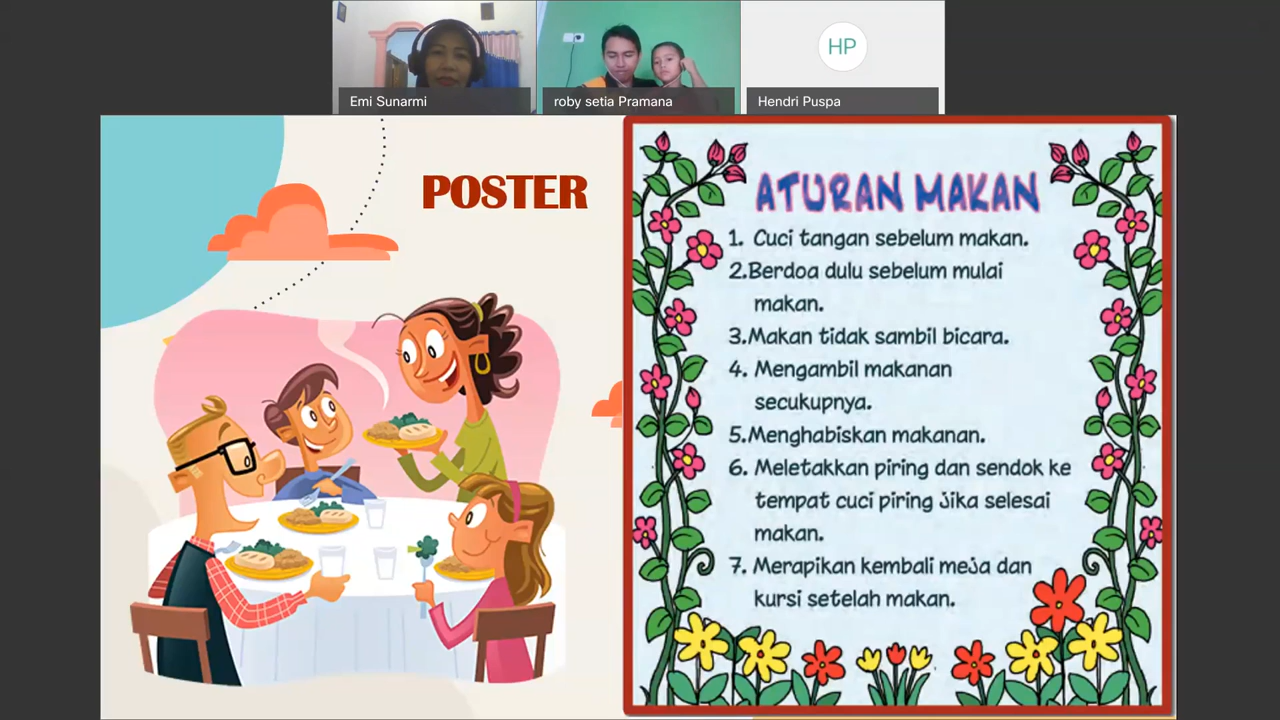 Emi Sunarmi
roby setia Pramana
HP
Hendri Puspa
POSTER
ATURAN MAKAN
1. Cuci tangan sebelum makan.
2.Berdoa dulu sebelum mulai
makan.
3.Makan tidak sambil bicara.
4. Mengambil makanan
secukupnya.
5.Menghabiskan makanan.
6. Meletakkan piring dan sendok ke
tempat cuci piring Jika selesai
makan.
7. Merapikan kembali meJa dan
kursi setelah makan.